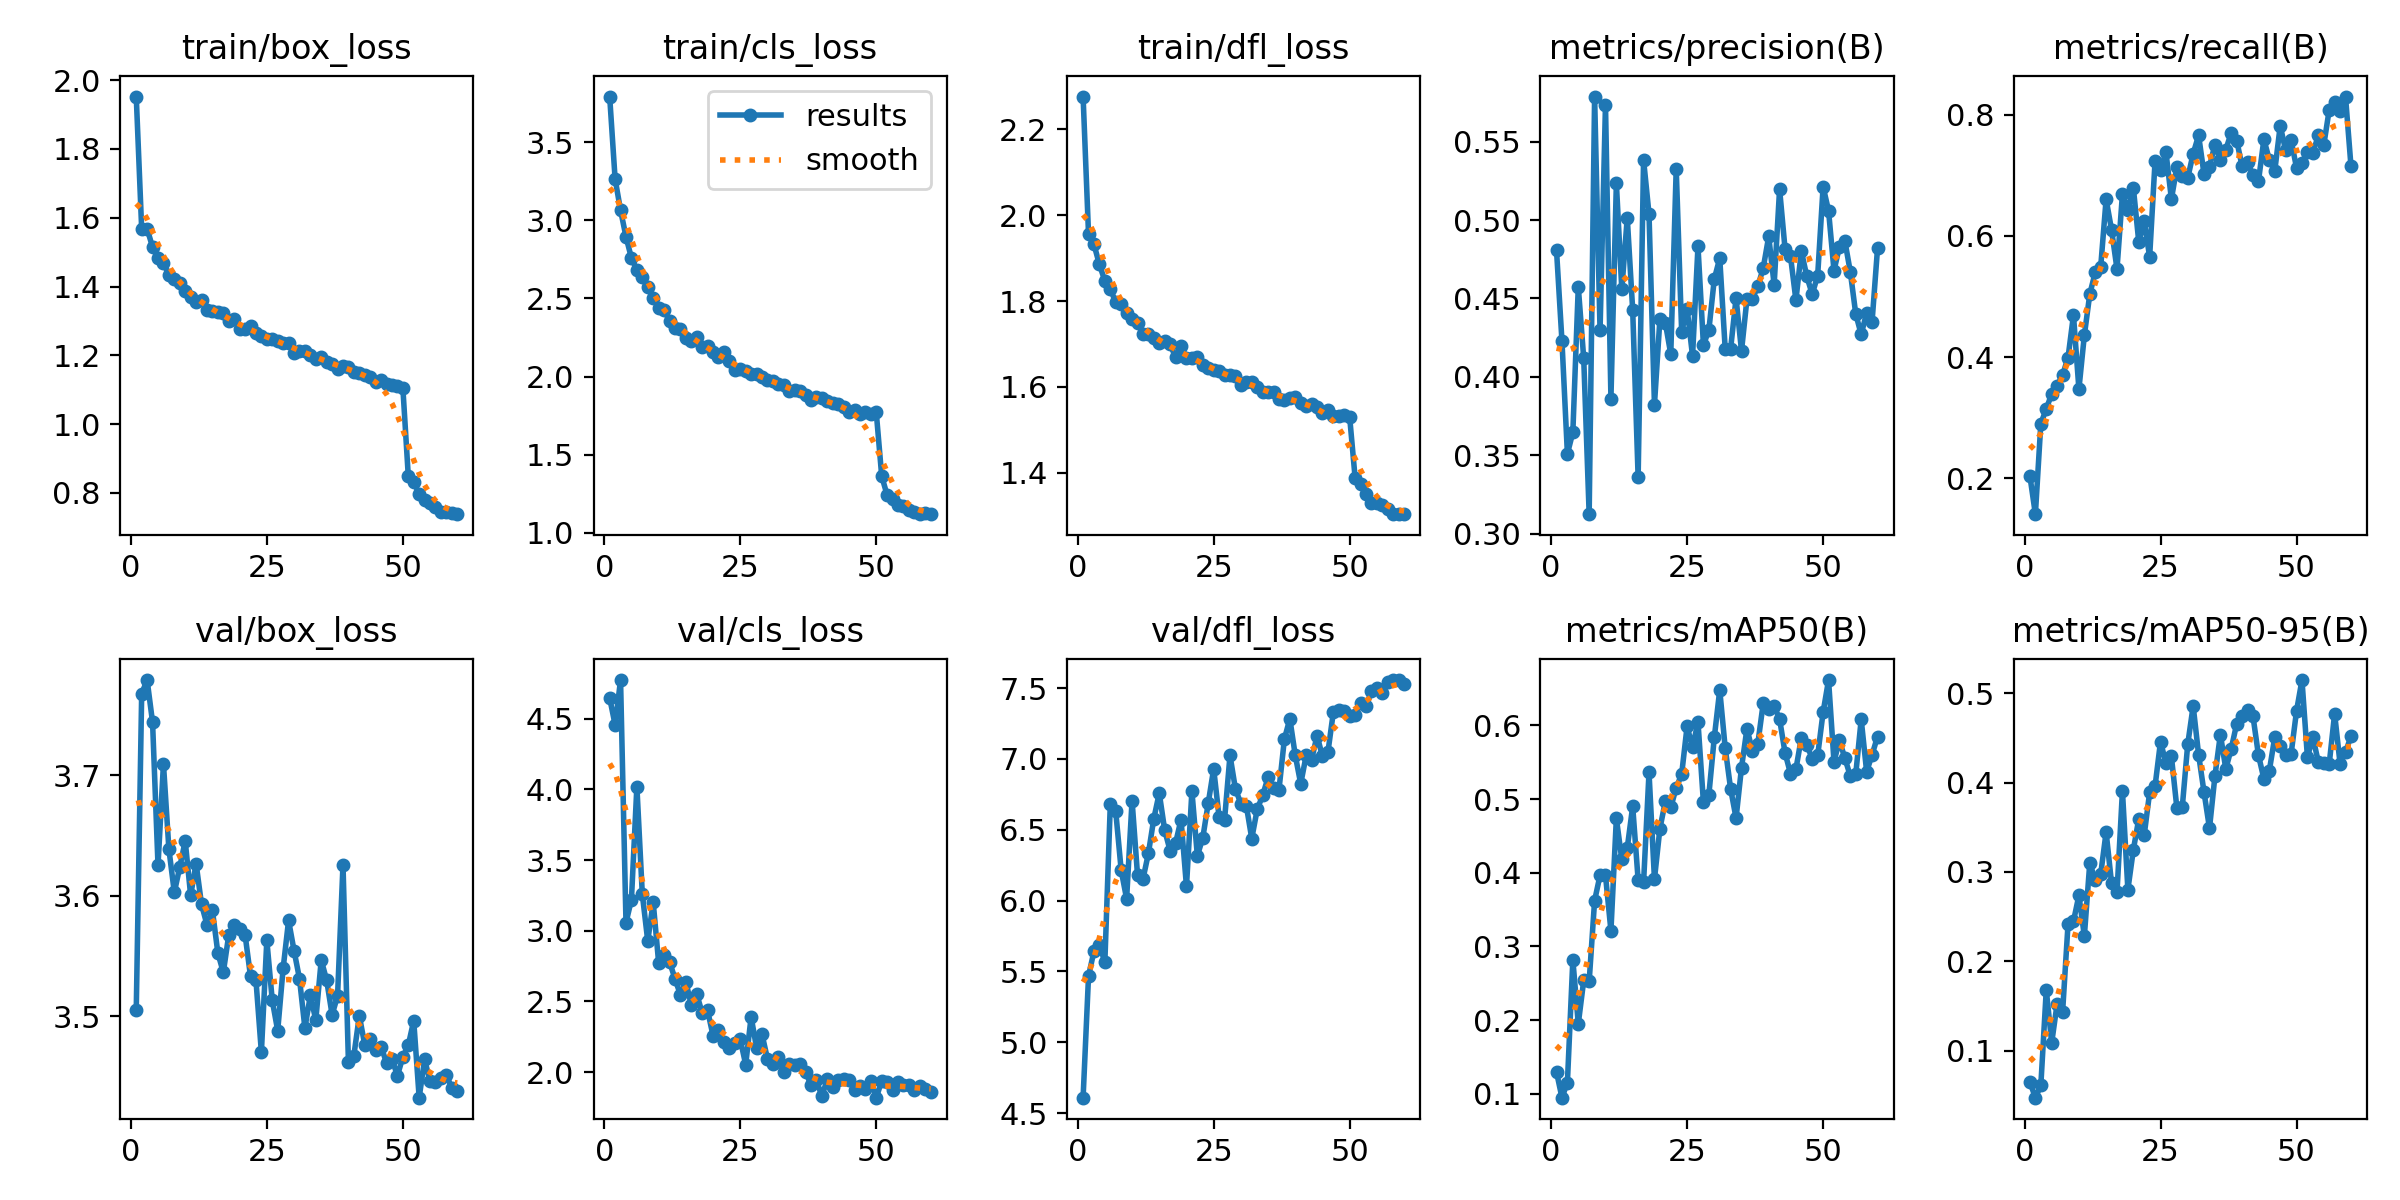 train/box_loss
2.0
1.8
1.6
1.4
1.2
1.0
0.8
0 25 50
train/cls_loss
results
smooth
3.5
3.0
2.5
2.0
1.5
1.0
0 25 50
train/dfl_loss
2.2
2.0
1.8
1.6
1.4
0 25 50
metrics/precision(B)
0.55
0.50
0.45
0.40
0.35
0.30
0 25 50
metrics/recall(B)
0.8
0.6
0.4
0.2
0 25 50
val/box_loss
3.7
3.6
3.5
0 25 50
val/cls_loss
4.5
4.0
3.5
3.0
2.5
2.0
0 25 50
val/dfl_loss
7.5
7.0
6.5
6.0
5.5
5.0
4.5
0 25 50
metrics/mAP50(B)
0.6
0.5
0.4
0.3
0.2
0.1
0 25 50
metrics/mAP50-95(B)
0.5
0.4
0.3
0.2
0.1
0 25 50